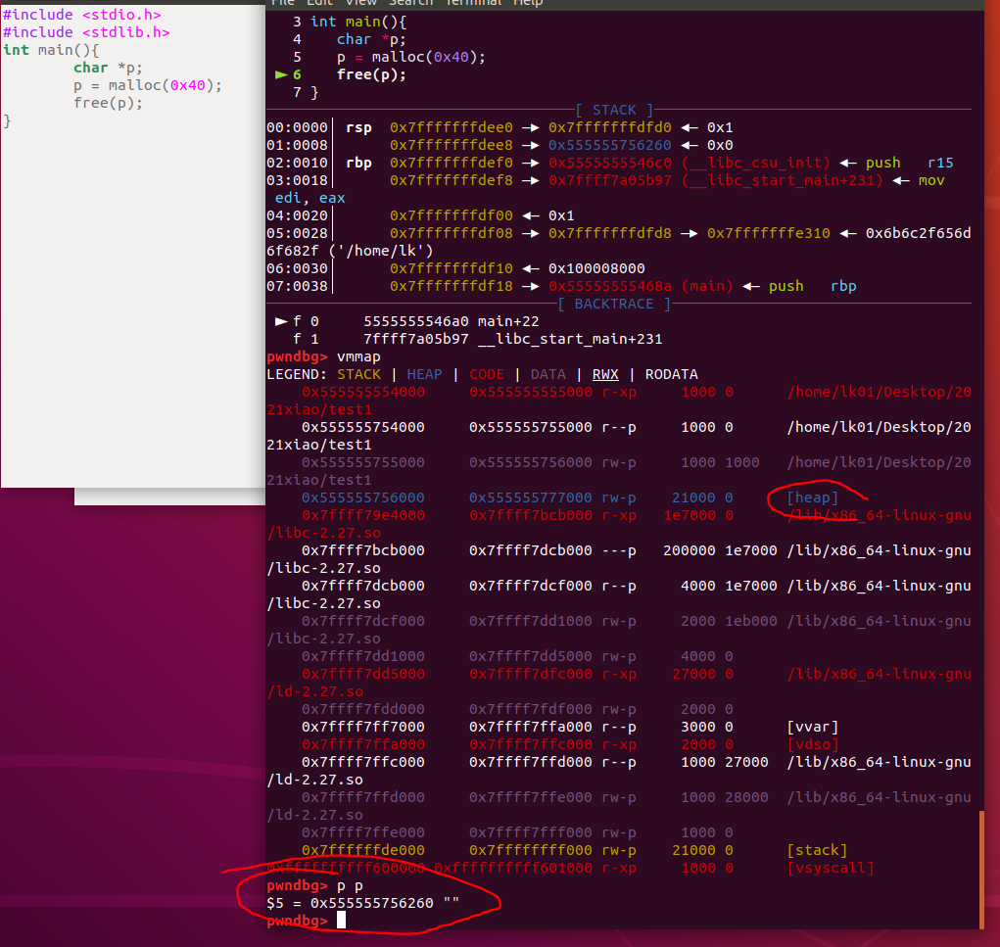 #include <stdio.h>
#include <stdlib.h>
int main(){
char *p;
p = malloc(0x40);
free(p);
}
File Edit View Search Terminal Help
3 int main(){
4 char *p;
5 p = malloc(0x40);
► 6 free(p);
7 }
[ STACK ]
00:0000│ rsp 0x7fffffffdee0 —► 0x7fffffffdfd0 ◄— 0x1
01:0008│ 0x7fffffffdee8 —► 0x555555756260 ◄— 0x0
02:0010│ rbp 0x7fffffffdef0 —► 0x5555555546c0 (__libc_csu_init) ◄— push r15
03:0018│ 0x7fffffffdef8 —► 0x7ffff7a05b97 (__libc_start_main+231) ◄— mov
edi, eax
04:0020│ 0x7fffffffdf00 ◄— 0x1
05:0028│ 0x7fffffffdf08 —► 0x7fffffffdfd8 —► 0x7fffffffe310 ◄— 0x6b6c2f656d
6f682f ('/home/lk')
06:0030│ 0x7fffffffdf10 ◄— 0x100008000
07:0038│ 0x7fffffffdf18 —► 0x55555555468a (main) ◄— push rbp
[ BACKTRACE ]
► f 0 5555555546a0 main+22
f 1 7ffff7a05b97 __libc_start_main+231
pwndbg> vmmap
LEGEND: STACK | HEAP | CODE | DATA | RWX | RODATA
0x555555554000 0x555555555000 r-xp 1000 0 /home/lk01/Desktop/20
21xiao/test1
0x555555754000 0x555555755000 r--p 1000 0 /home/lk01/Desktop/20
21xiao/test1
0x555555755000 0x555555756000 rw-p 1000 1000 /home/lk01/Desktop/20
21xiao/test1
0x555555756000 0x555555777000 rw-p 21000 0 [heap]
0x7ffff79e4000 0x7ffff7bcb000 r-xp 1e7000 0 /lib/x86_64-linux-gnu
/libc-2.27.so
0x7ffff7bcb000 0x7ffff7dcb000 ---p 200000 1e7000 /lib/x86_64-linux-gnu
/libc-2.27.so
0x7ffff7dcb000 0x7ffff7dcf000 r--p 4000 1e7000 /lib/x86_64-linux-gnu
/libc-2.27.so
0x7ffff7dcf000 0x7ffff7dd1000 rw-p 2000 1eb000 /lib/x86_64-linux-gnu
/libc-2.27.so
0x7ffff7dd1000 0x7ffff7dd5000 rw-p 4000 0
0x7ffff7dd5000 0x7ffff7dfc000 r-xp 27000 0 /lib/x86_64-linux-gnu
/ld-2.27.so
0x7ffff7fdd000 0x7ffff7fdf000 rw-p 2000 0
0x7ffff7ff7000 0x7ffff7ffa000 r--p 3000 0 [vvar]
0x7ffff7ffa000 0x7ffff7ffc000 r-xp 2000 0 [vdso]
0x7ffff7ffc000 0x7ffff7ffd000 r--p 1000 27000 /lib/x86_64-linux-gnu
/ld-2.27.so
0x7ffff7ffd000 0x7ffff7ffe000 rw-p 1000 28000 /lib/x86_64-linux-gnu
/ld-2.27.so
0x7ffff7ffe000 0x7ffff7fff000 rw-p 1000 0
0x7ffffffde000 0x7ffffffff000 rw-p 21000 0 [stack]
0xffffffffff600000 0xffffffffff601000 r-xp 1000 0 [vsyscall]
pwndbg> p p
$5 = 0x555555756260 ""
pwndbg>